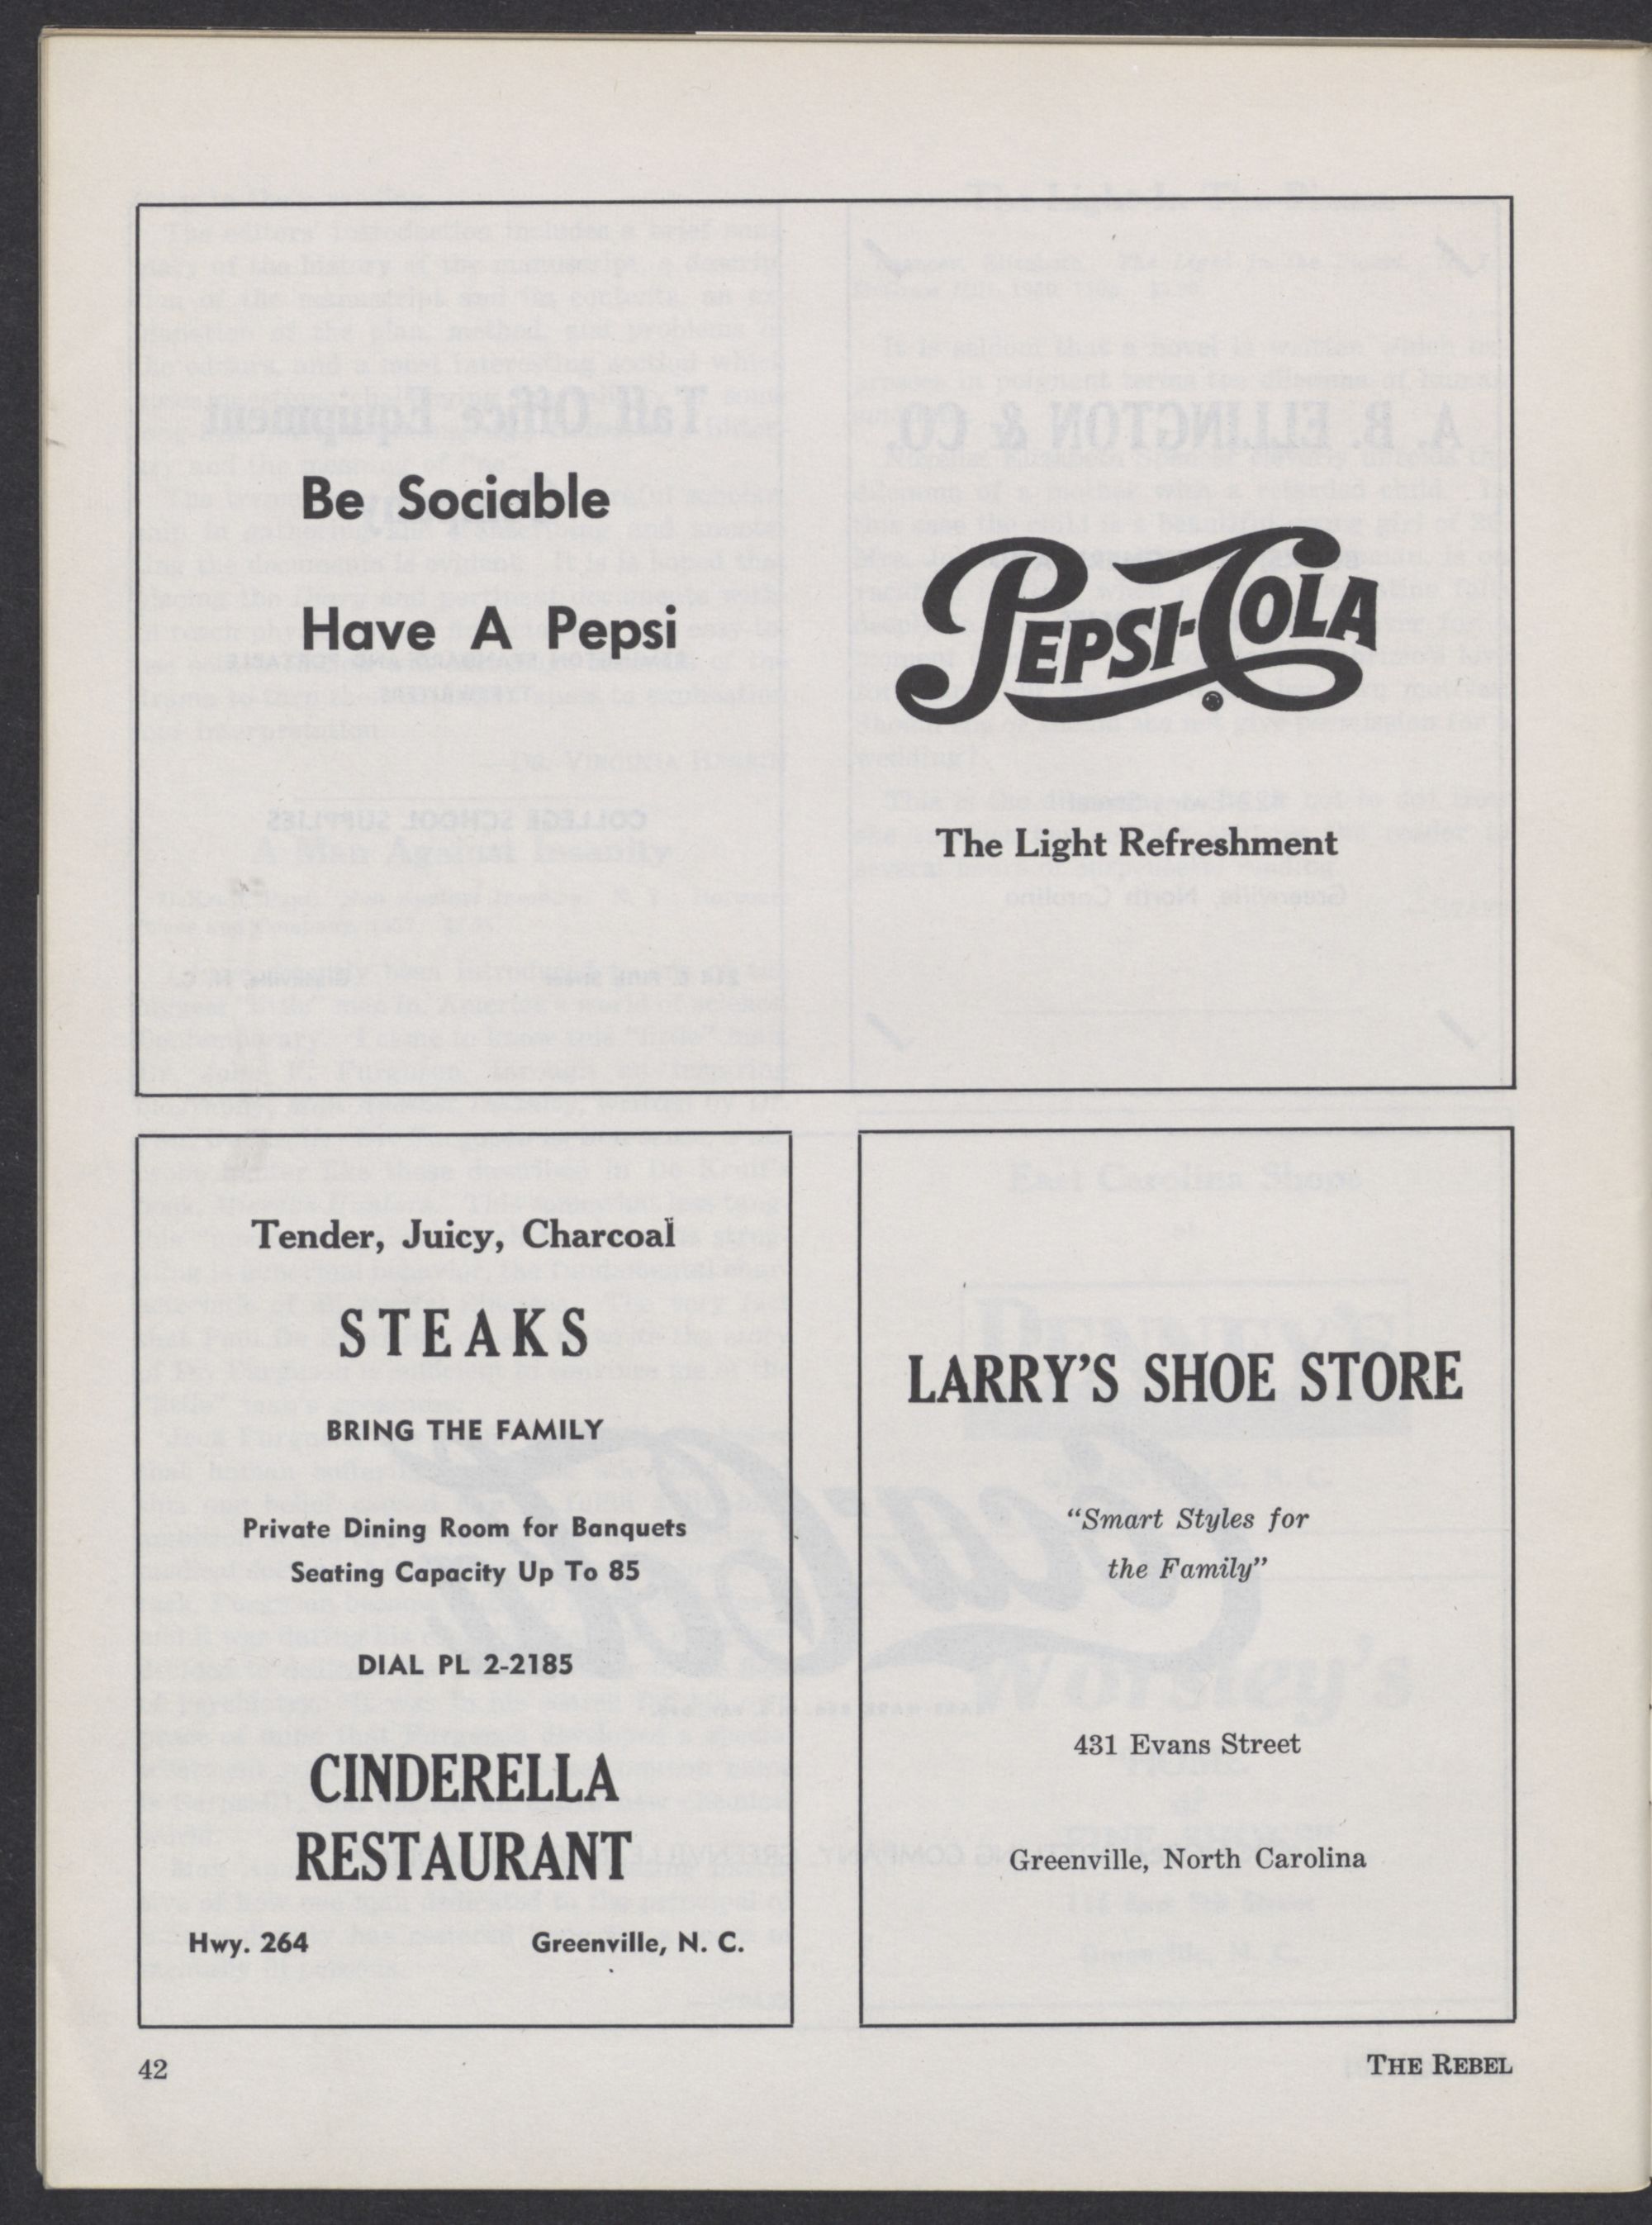 Be Sociable
Have A Pepsi
PEPSI-COLA
The Light Refreshment
Tender, Juicy, Charcoal
STEAKS
BRING THE FAMILY
Private Dining Room for Banquets
Seating Capacity Up To 85
DIAL PL 2-2185
CINDERELLA
RESTAURANT
Hwy. 264 Greenville, N. C.
LARRY'S SHOE STORE
“Smart Styles for
the Family”
431 Evans Street
Greenville, North Carolina
42 THE REBEL